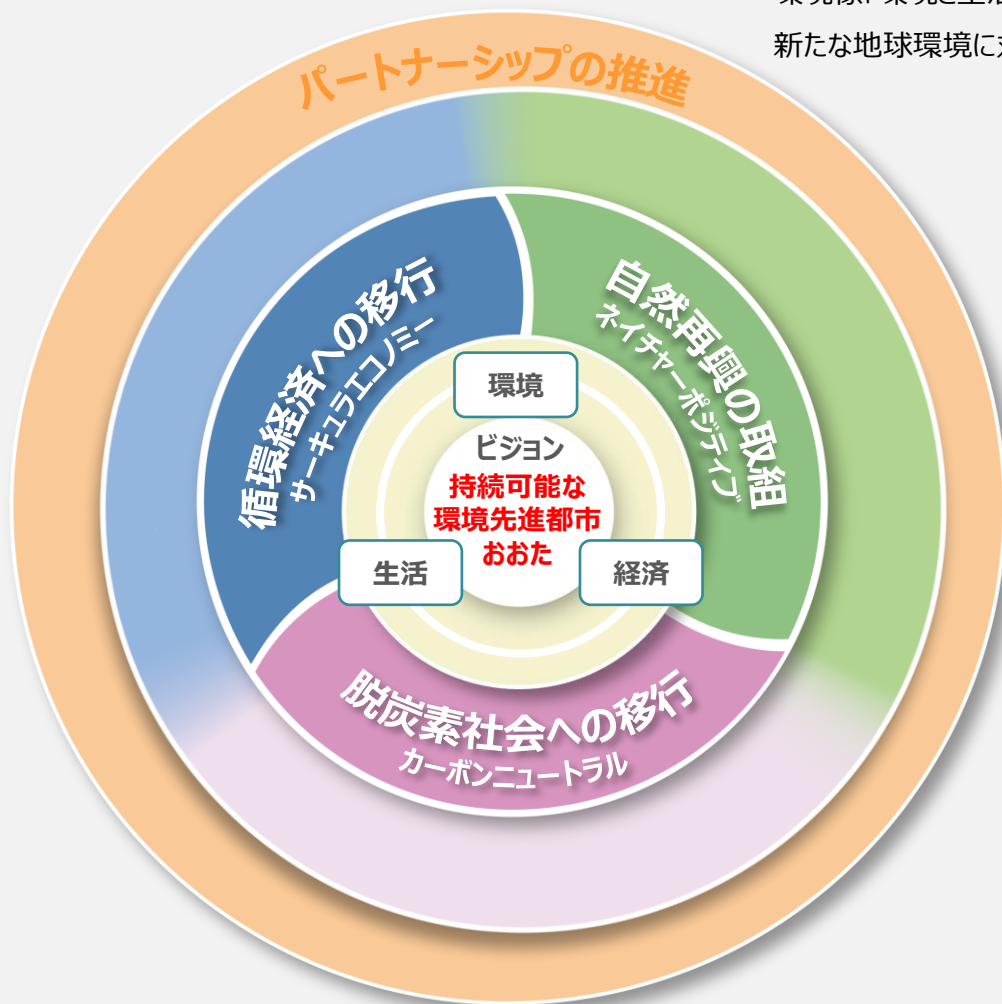 新たな地球環境に
パートナーシップの推進
循環経済への移行
サーキュラエコノミー
自然再興の取組
ネイチャーポジティブ
環境
ビジョン
持続可能な
環境先進都市
おおた
生活
経済
脱炭素社会への移行
カーボンニュートラル